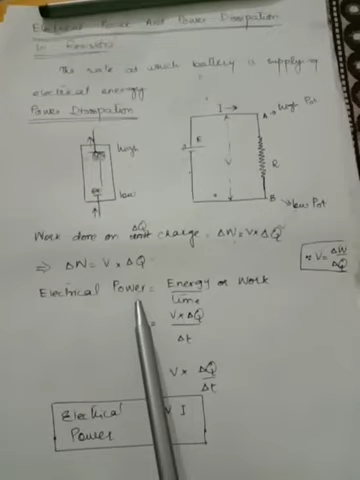 Electrical Power And Power Dissipation
In Resistors
The rate at which battery is supplying
electrical energy
Power Dissipation
High
low
I →
A → High Pot
E
V
R
B
low Pot
Work done on ΔQ charge = ΔW = V × ΔQ
⇒ ΔW = V × ΔQ
∵ V = ΔW/ΔQ
Electrical Power = Energy or Work
Time
= V × ΔQ
Δt
V × ΔQ
Δt
Electrical V I
Power